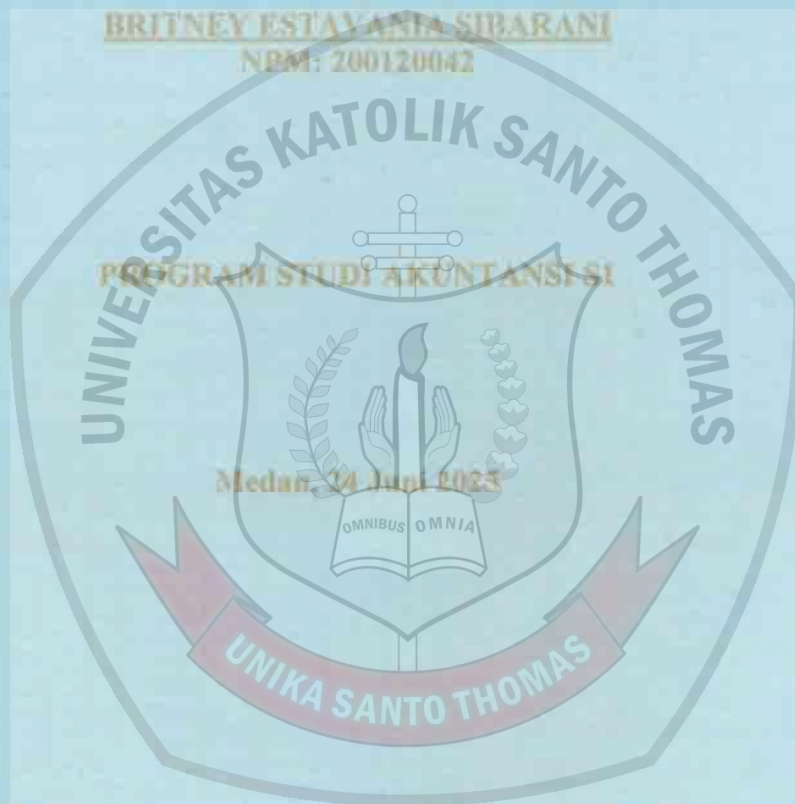 BRITNEY ESTAVANIA SIBARANI
NPM: 200120042
UNIVERSITAS KATOLIK SANTO THOMAS
PROGRAM STUDI AKUNTANSI S1
Medan, 24 Juni 2025
OMNIBUS OMNIA
UNIKA SANTO THOMAS